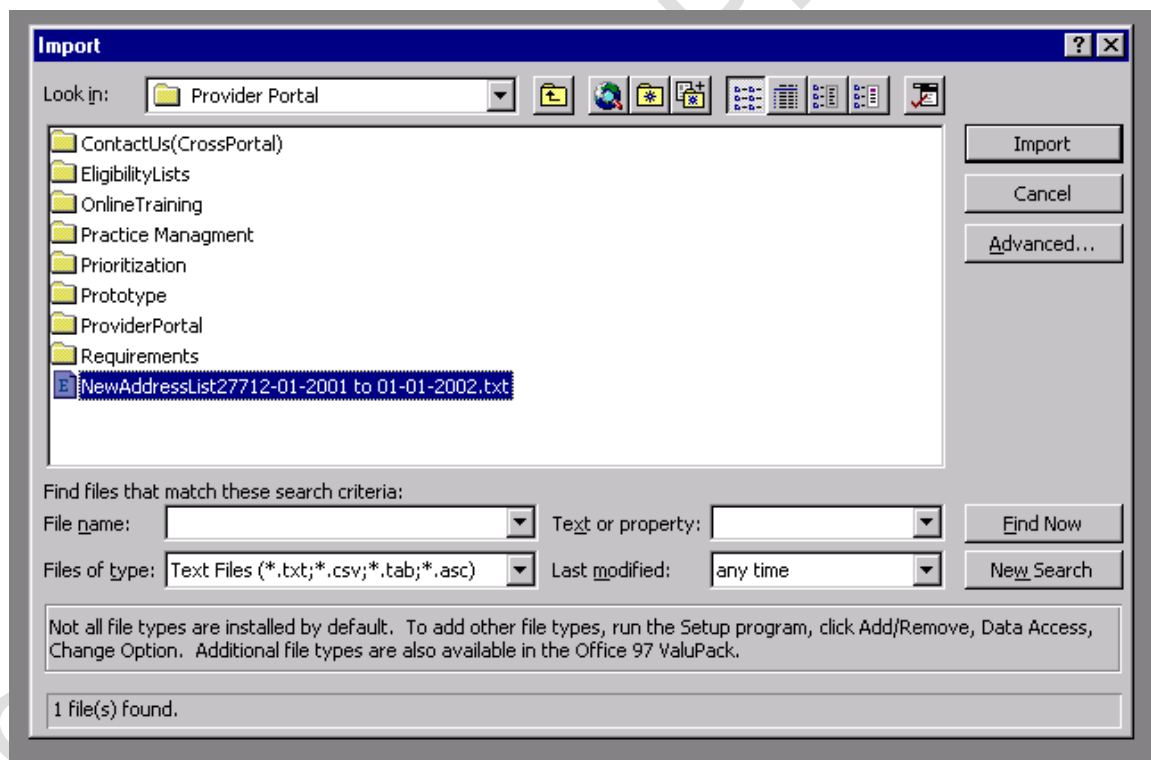 Import
Look in: Provider Portal
ContactUs(CrossPortal)
EligibilityLists
OnlineTraining
Practice Managment
Prioritization
Prototype
ProviderPortal
Requirements
NewAddressList27712-01-2001 to 01-01-2002.txt
Import
Cancel
Advanced...
Find files that match these search criteria:
File name: Text or property: Find Now
Files of type: Text Files (*.txt;*.csv;*.tab;*.asc) Last modified: any time New Search
Not all file types are installed by default. To add other file types, run the Setup program, click Add/Remove, Data Access,
Change Option. Additional file types are also available in the Office 97 ValuPack.
1 file(s) found.